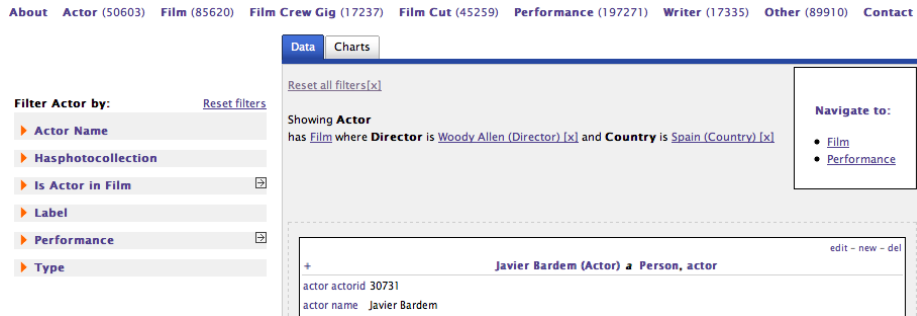 About Actor (50603) Film (85620) Film Crew Gig (17237) Film Cut (45259) Performance (197271) Writer (17335) Other (89910) Contact
Data Charts
Reset all filters[x]
Filter Actor by: Reset filters
Actor Name
Hasphotocollection
Is Actor in Film
Label
Performance
Type
Showing Actor
has Film where Director is Woody Allen (Director) [x] and Country is Spain (Country) [x]
Navigate to:
Film
Performance
edit - new - del
+ Javier Bardem (Actor) a Person, actor
actor actorid 30731
actor name Javier Bardem